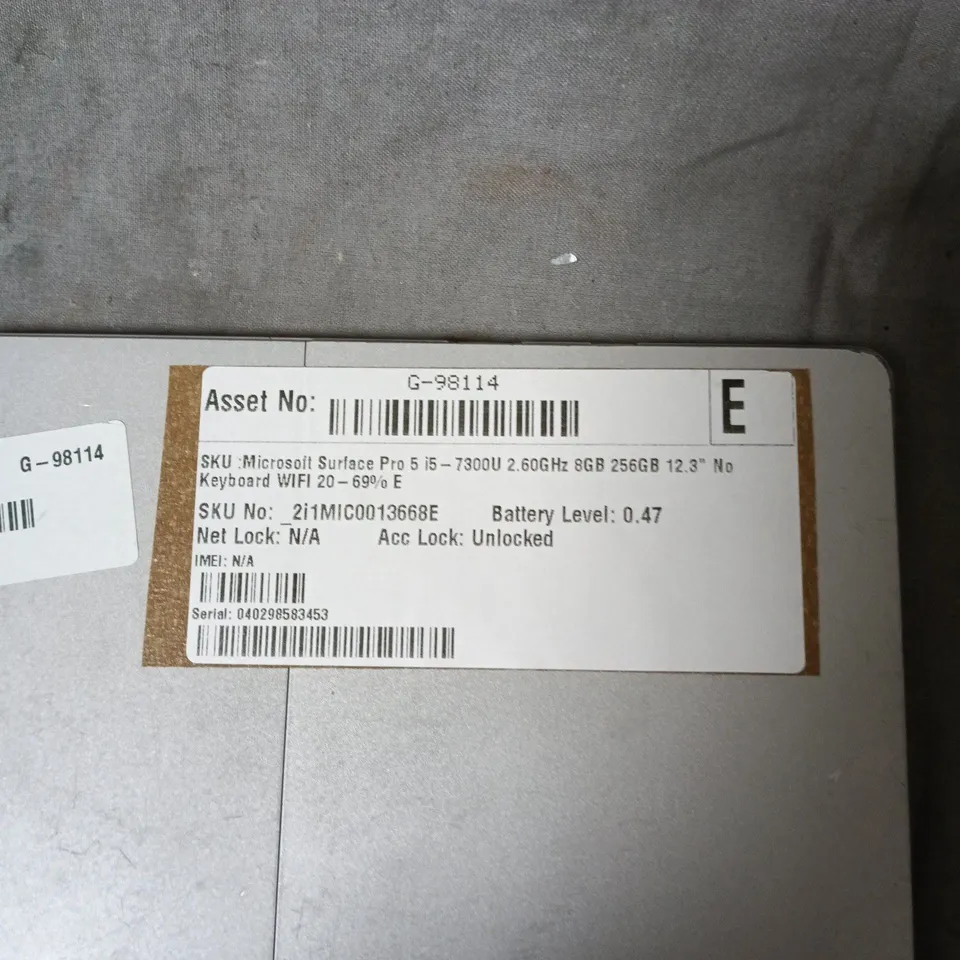 G-98114
Asset No:
E
SKU :Microsoft Surface Pro 5 i5-7300U 2.60GHz 8GB 256GB 12.3" No
Keyboard WIFI 20-69% E
SKU No: _2i1MIC0013668E Battery Level: 0.47
Net Lock: N/A Acc Lock: Unlocked
IMEI: N/A
Serial: 040298583453
G-98114